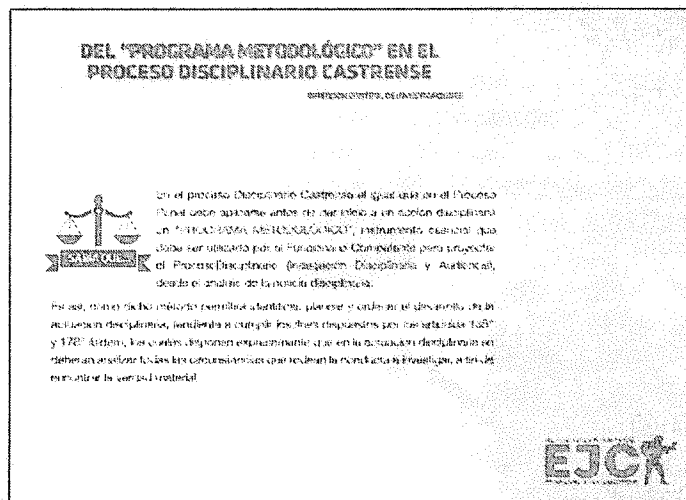 DEL "PROGRAMA METODOLÓGICO" EN EL
PROCESO DISCIPLINARIO CASTRENSE
SABIA QUE
En el proceso Disciplinario Castrense al igual que en el Proceso
Penal debe aplicarse antes de dar inicio a un acción disciplinaria
un "PROGRAMA METODOLÓGICO", instrumento esencial que
debe ser utilizado por el Funcionario Competente para proyectar
el Proceso Disciplinario (Indagación Disciplinaria y Audiencia),
desde el análisis de la noticia disciplinaria.
Es así, como dicho método permitirá identificar, planear y ordenar el desarrollo de la
actuación disciplinaria, tendiente a cumplir los fines dispuestos por los artículos
y ibidem, los cuales disponen expresamente que en la actuación disciplinaria se
deberán analizar todas las circunstancias que rodean la conducta a investigar, a fin de
encontrar la verdad material.
EJC